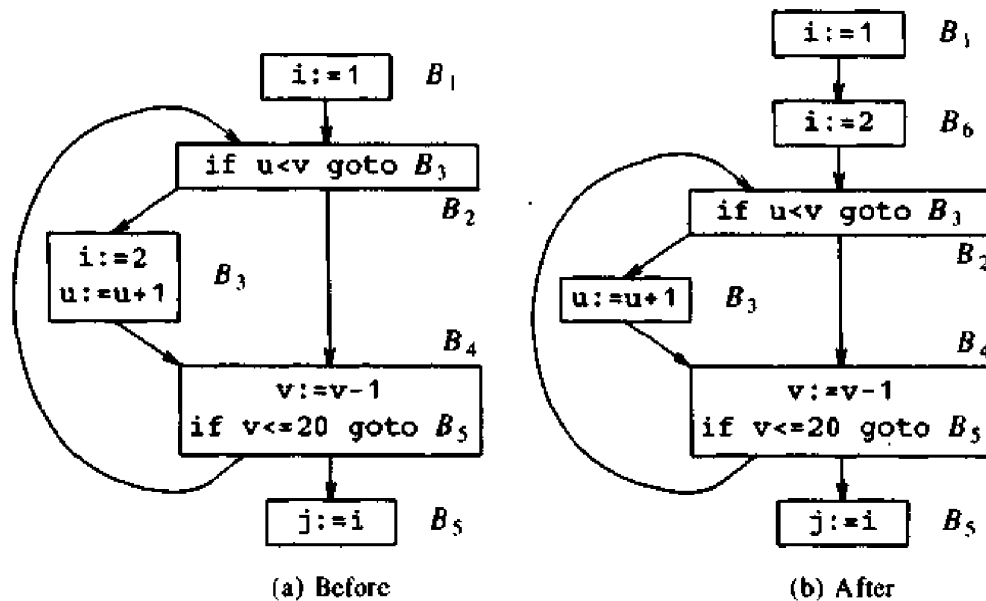 i:=1 B1
if u<v goto B3
B2
i:=2
u:=u+1
B3
B4
v:=v-1
if v<=20 goto B5
j:=i B5
(a) Before
i:=1 B1
i:=2 B6
if u<v goto B3
B2
u:=u+1 B3
B4
v:=v-1
if v<=20 goto B5
j:=i B5
(b) After